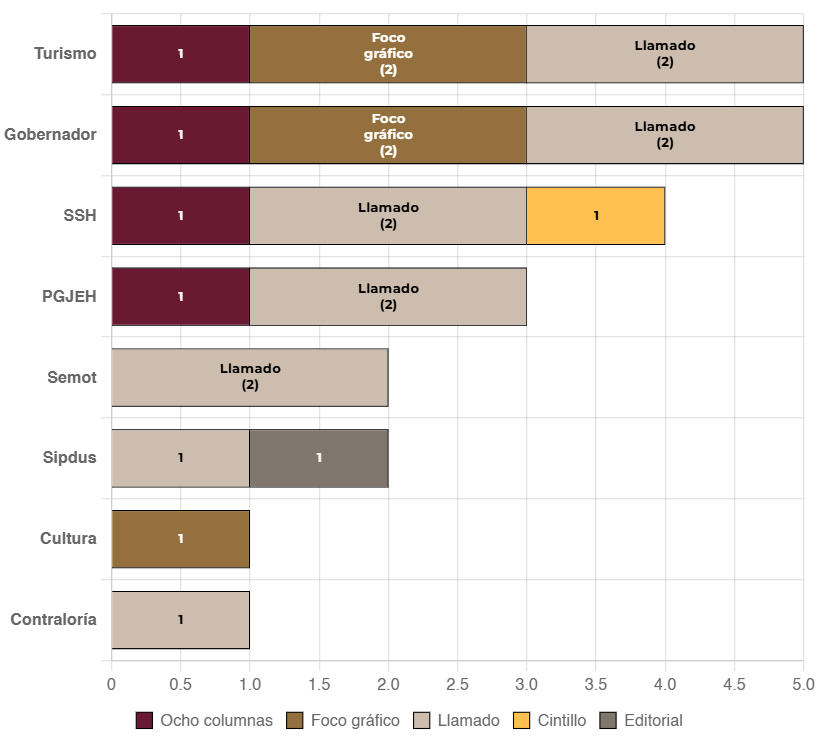 Turismo
1
Foco
gráfico
(2)
Llamado
(2)
Gobernador
1
Foco
gráfico
(2)
Llamado
(2)
SSH
1
Llamado
(2)
1
PGJEH
1
Llamado
(2)
Semot
Llamado
(2)
Sipdus
1
1
Cultura
1
Contraloría
1
0 0.5 1.0 1.5 2.0 2.5 3.0 3.5 4.0 4.5 5.0
Ocho columnas Foco gráfico Llamado Cintillo Editorial